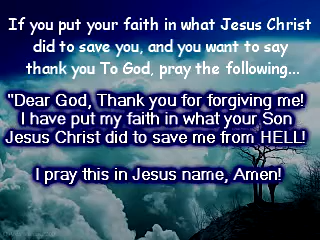 If you put your faith in what Jesus Christ
did to save you, and you want to say
thank you To God, pray the following...
"Dear God, Thank you for forgiving me!
I have put my faith in what your Son
Jesus Christ did to save me from HELL!
I pray this in Jesus name, Amen!